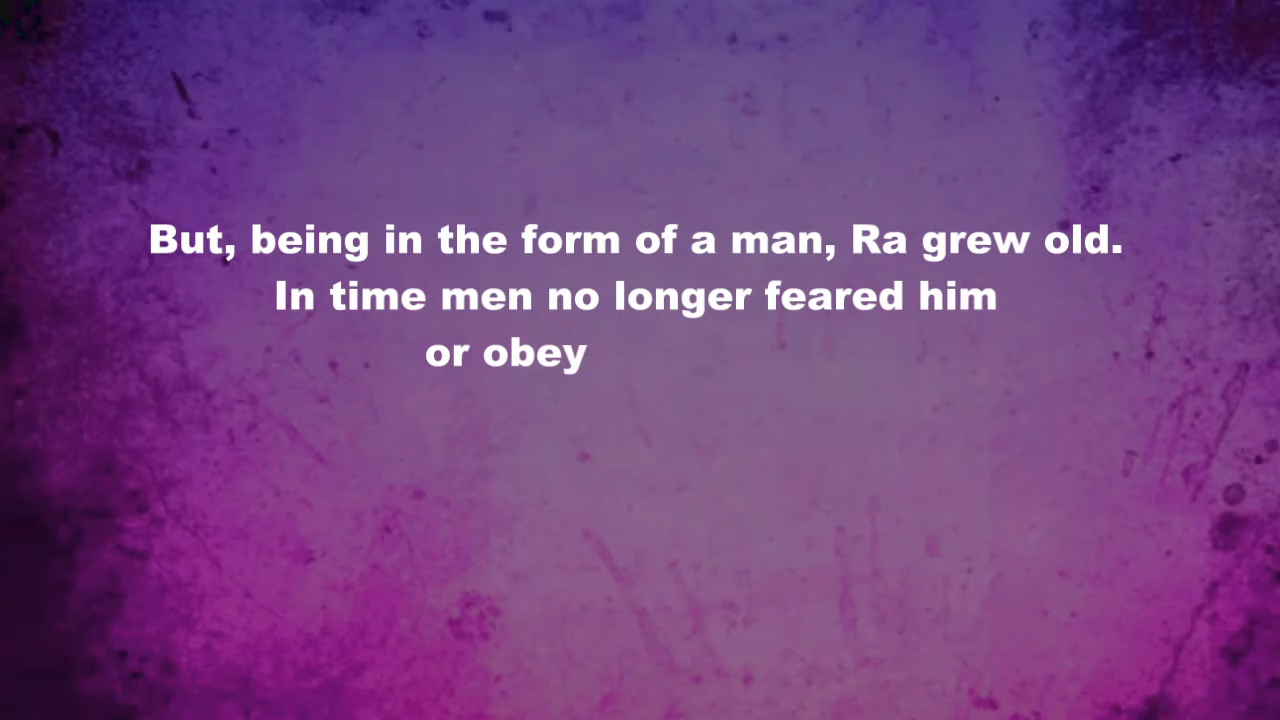 But, being in the form of a man, Ra grew old.
In time men no longer feared him
or obey